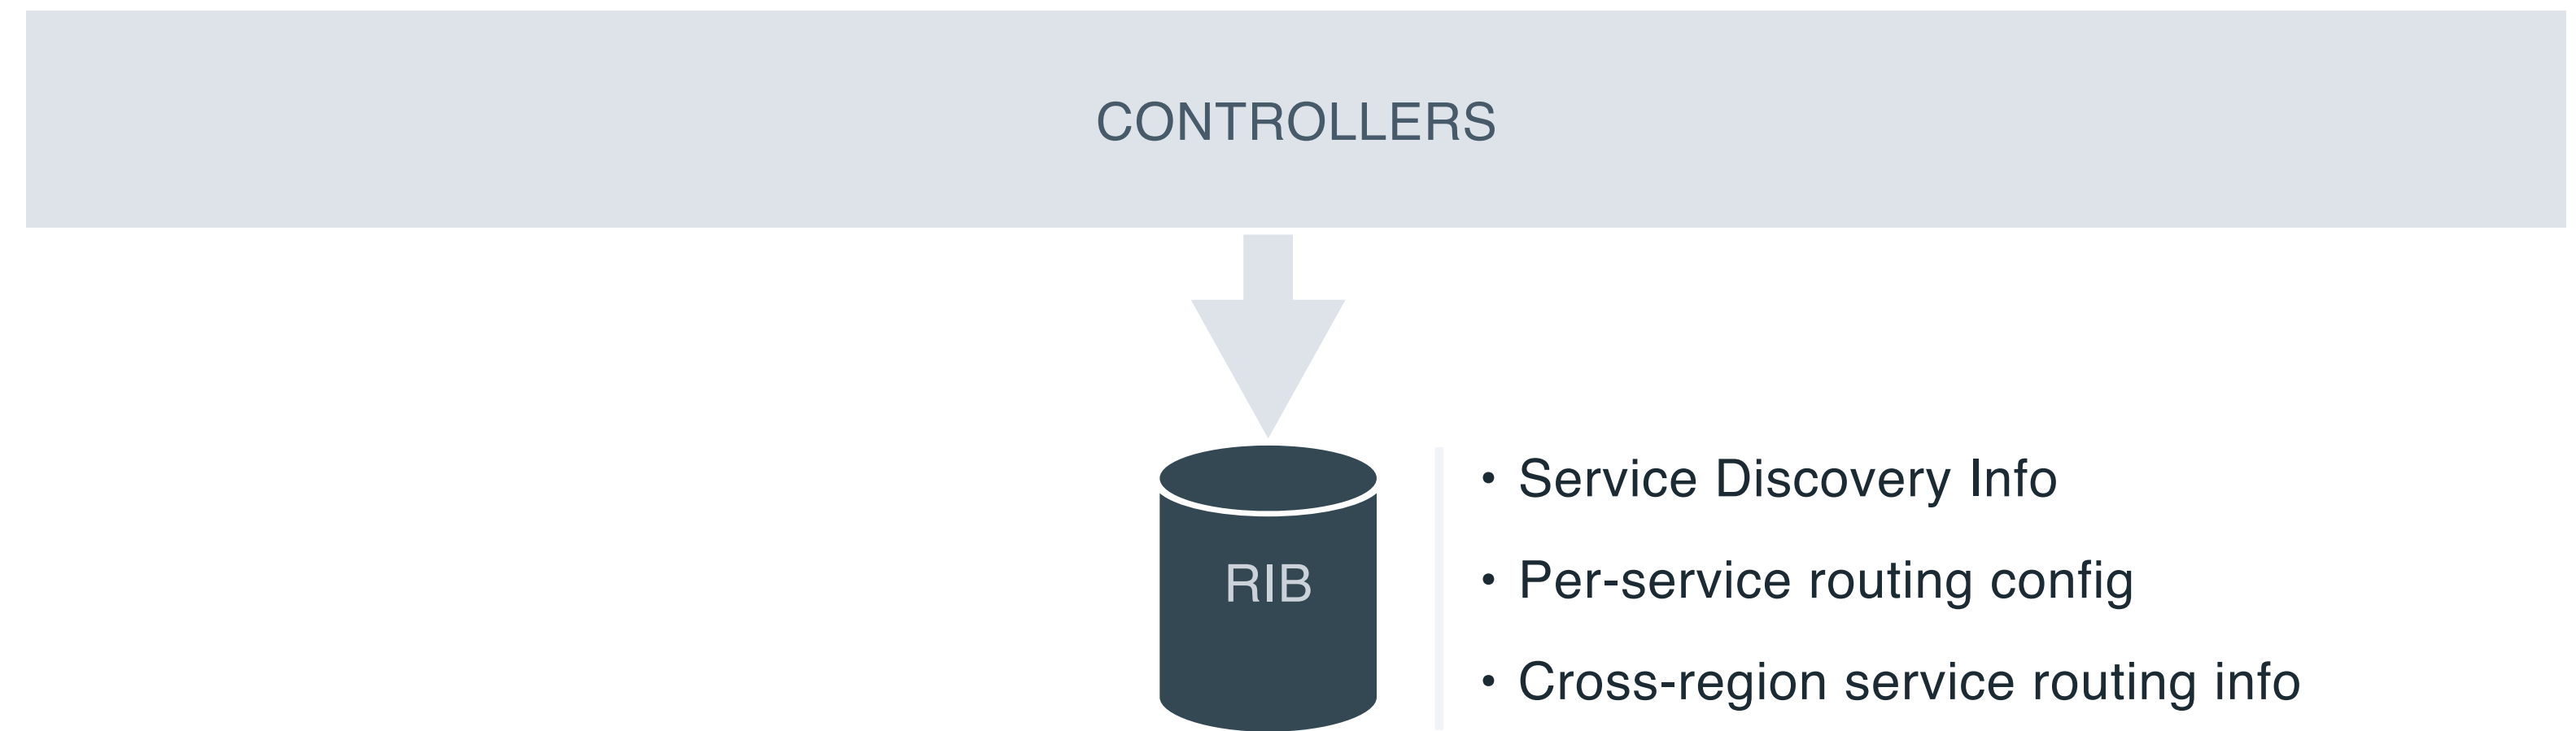 CONTROLLERS
RIB
• Service Discovery Info
• Per-service routing config
• Cross-region service routing info